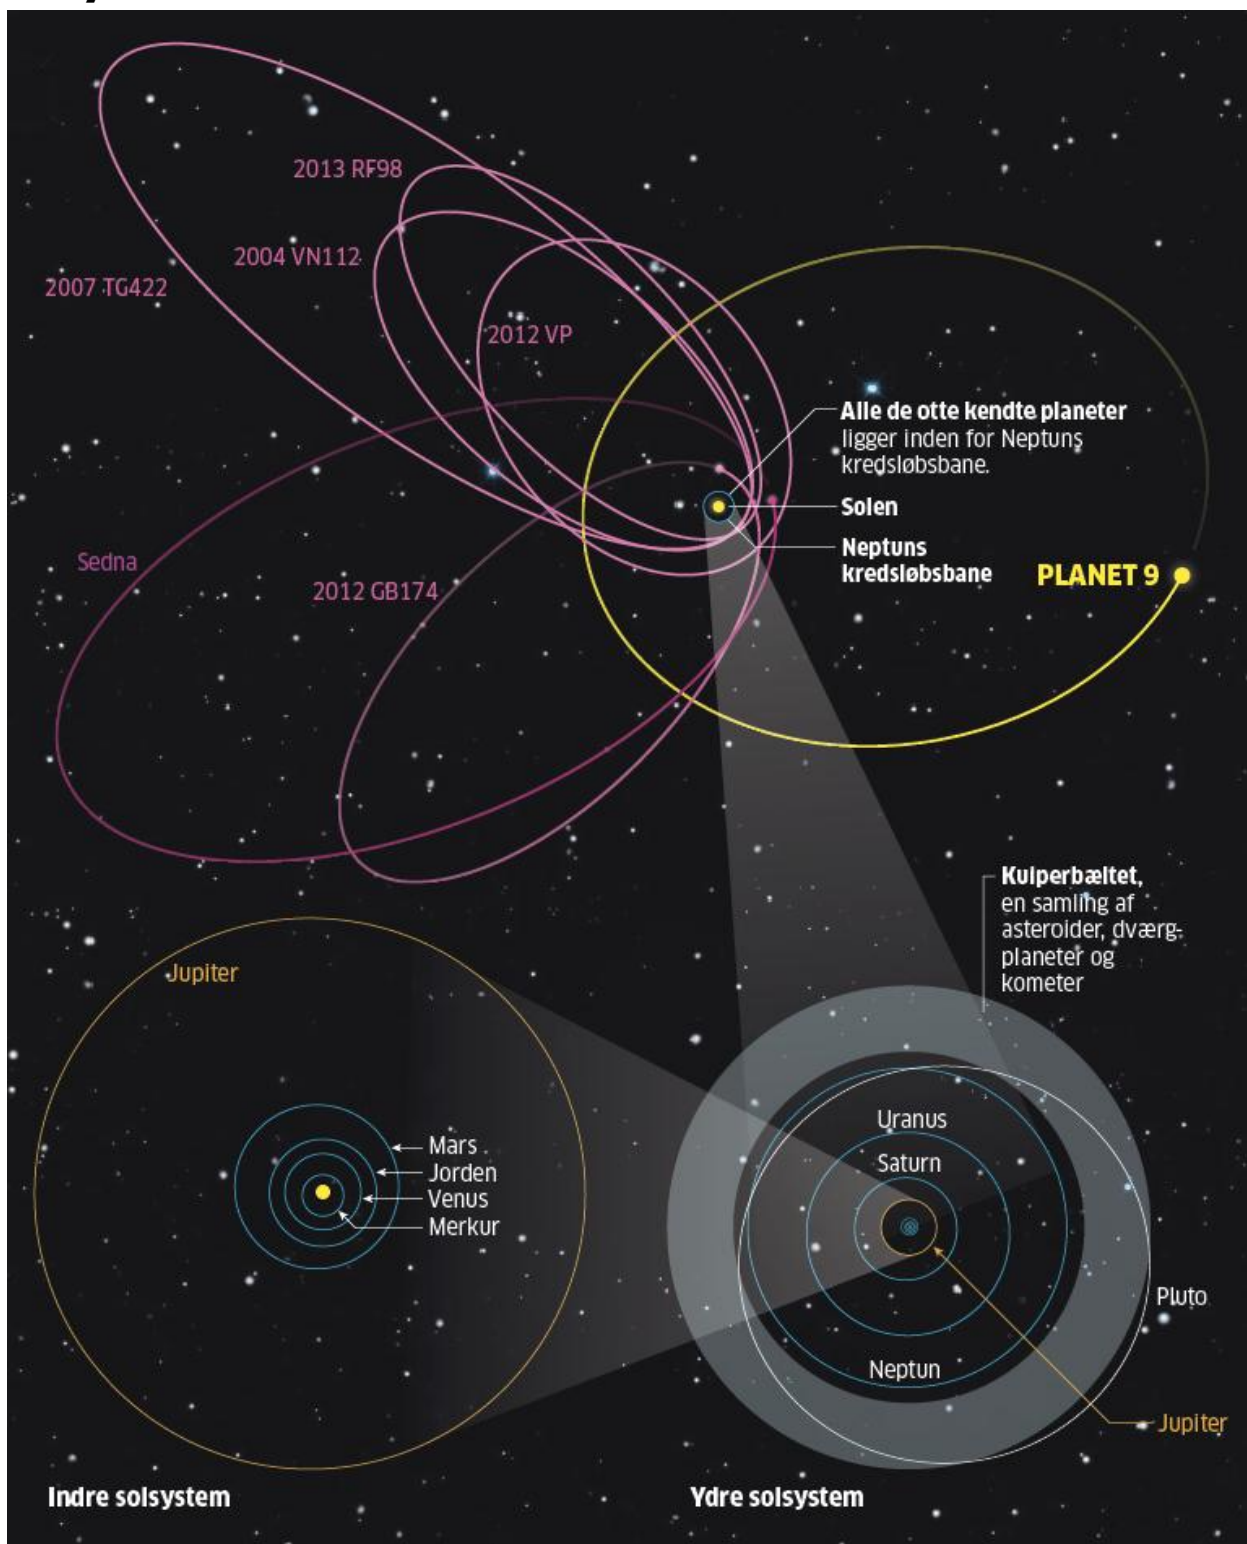 2013 RF98
2004 VN112
2007 TG422
2012 VP
Alle de otte kendte planeter
ligger inden for Neptuns
kredsløbsbane.
Solen
Neptuns
kredsløbsbane
PLANET 9
Sedna
2012 GB174
Kuiperbæltet,
en samling af
asteroider, dværg-
planeter og
kometer
Jupiter
Mars
Jorden
Venus
Merkur
Uranus
Saturn
Pluto
Neptun
Jupiter
Indre solsystem
Ydre solsystem